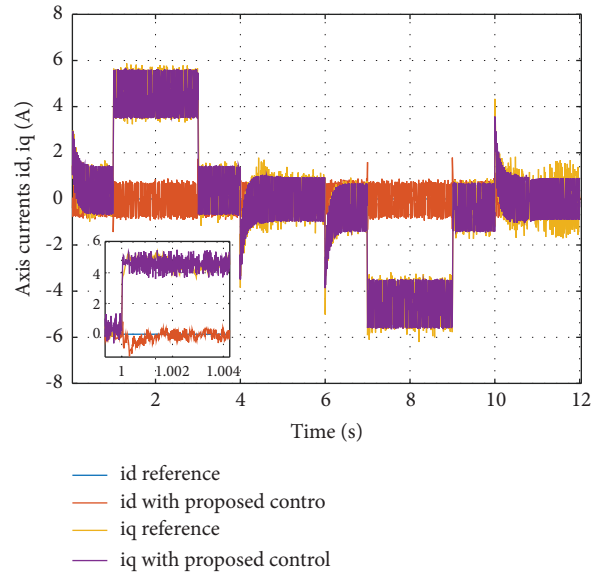 8
6
4
2
0
-2
-4
-6
-8
Axis currents id, iq (A)
6
4
2
0
1 1.002 1.004
2 4 6 8 10 12
Time (s)
id reference
id with proposed contro
iq reference
iq with proposed control